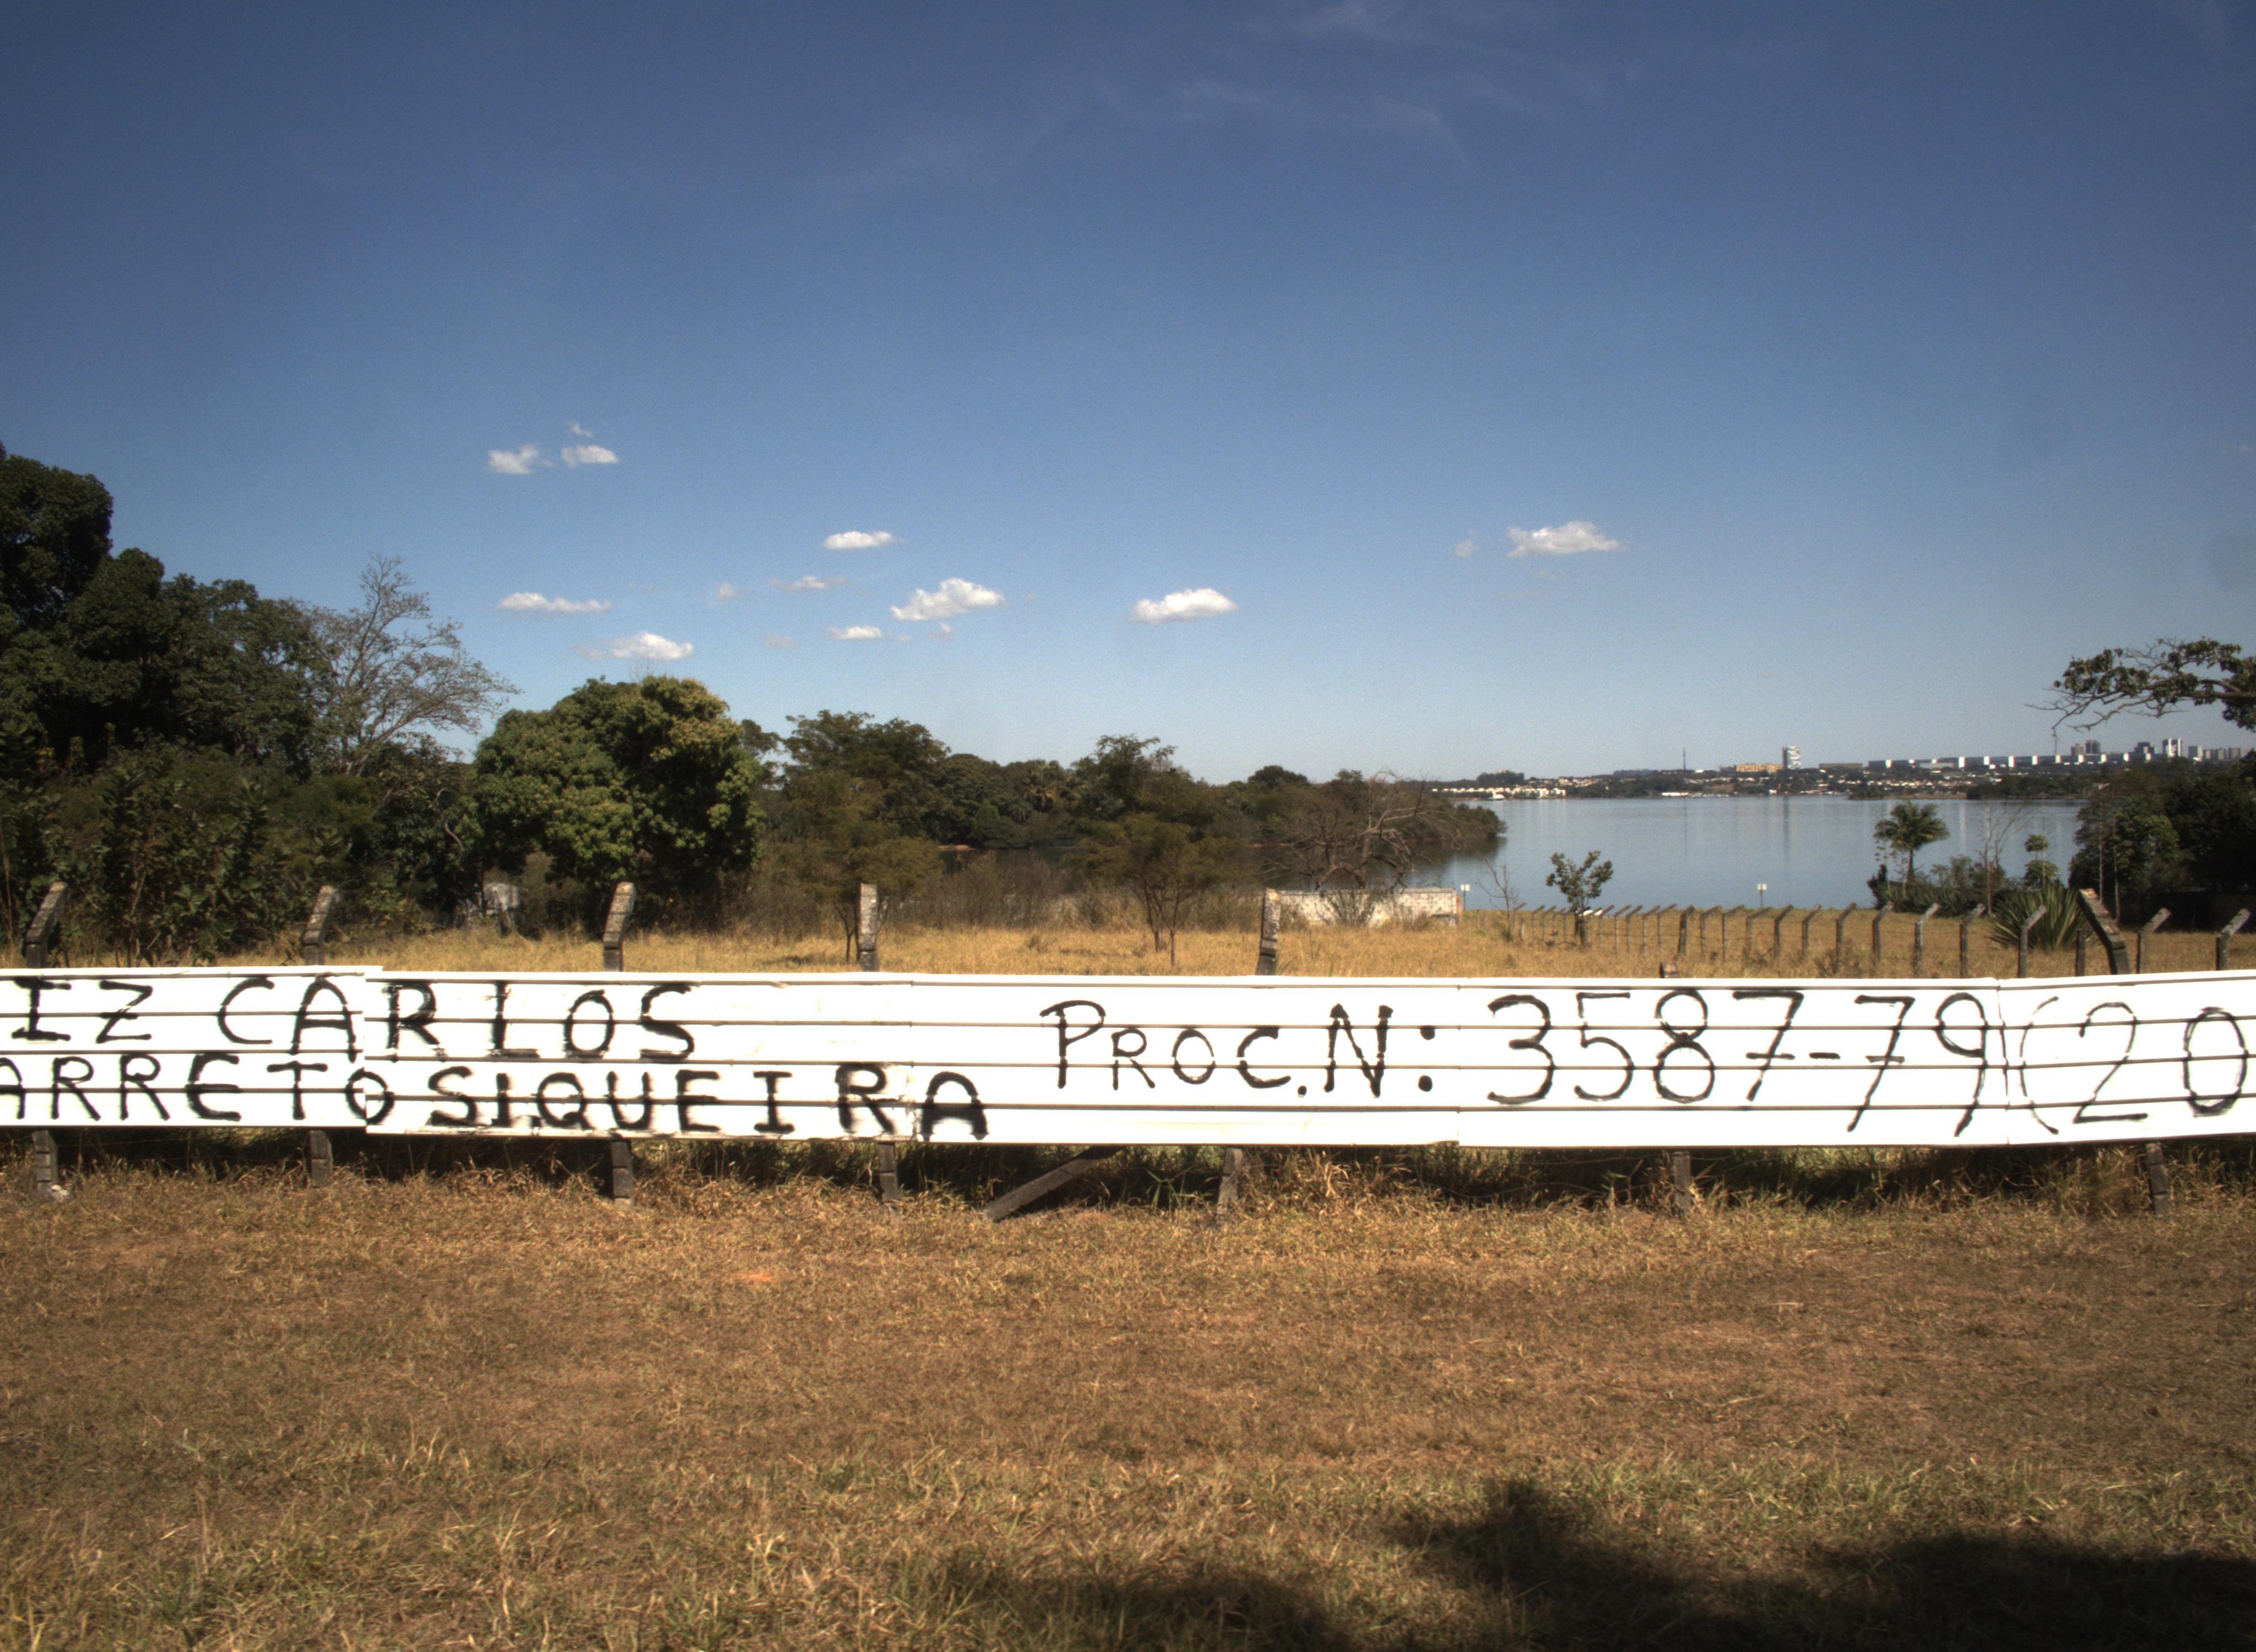 IZ CARLOS
ARRETO SIQUEIRA
PROC.N: 3587-79(20